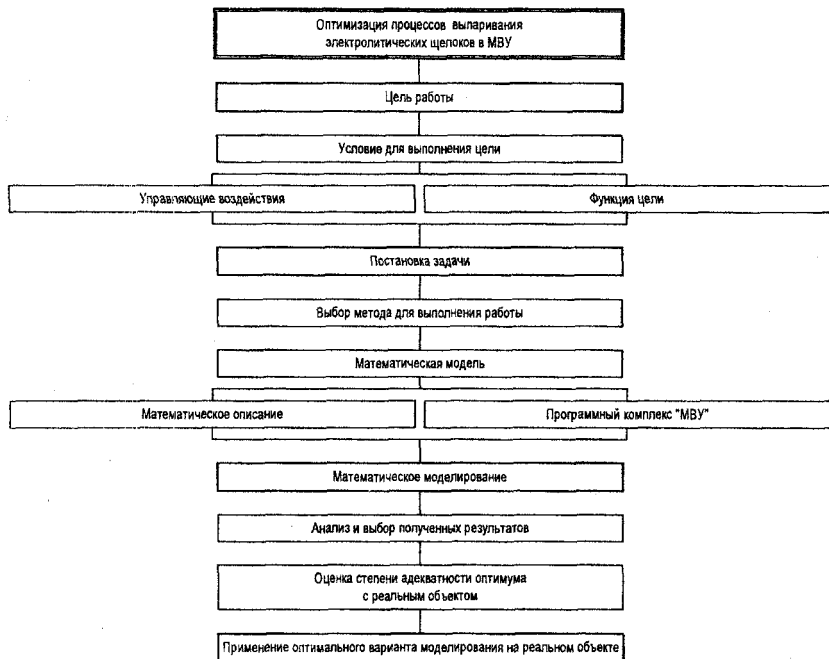 Оптимизация процессов выпаривания
электролитических щелоков в МВУ
Цель работы
Условие для выполнения цели
Управляющие воздействия
Функция цели
Постановка задачи
Выбор метода для выполнения работы
Математическая модель
Математическое описание
Программный комплекс "МВУ"
Математическое моделирование
Анализ и выбор полученных результатов
Оценка степени адекватности оптимума
с реальным объектом
Применение оптимального варианта моделирования на реальном объекте